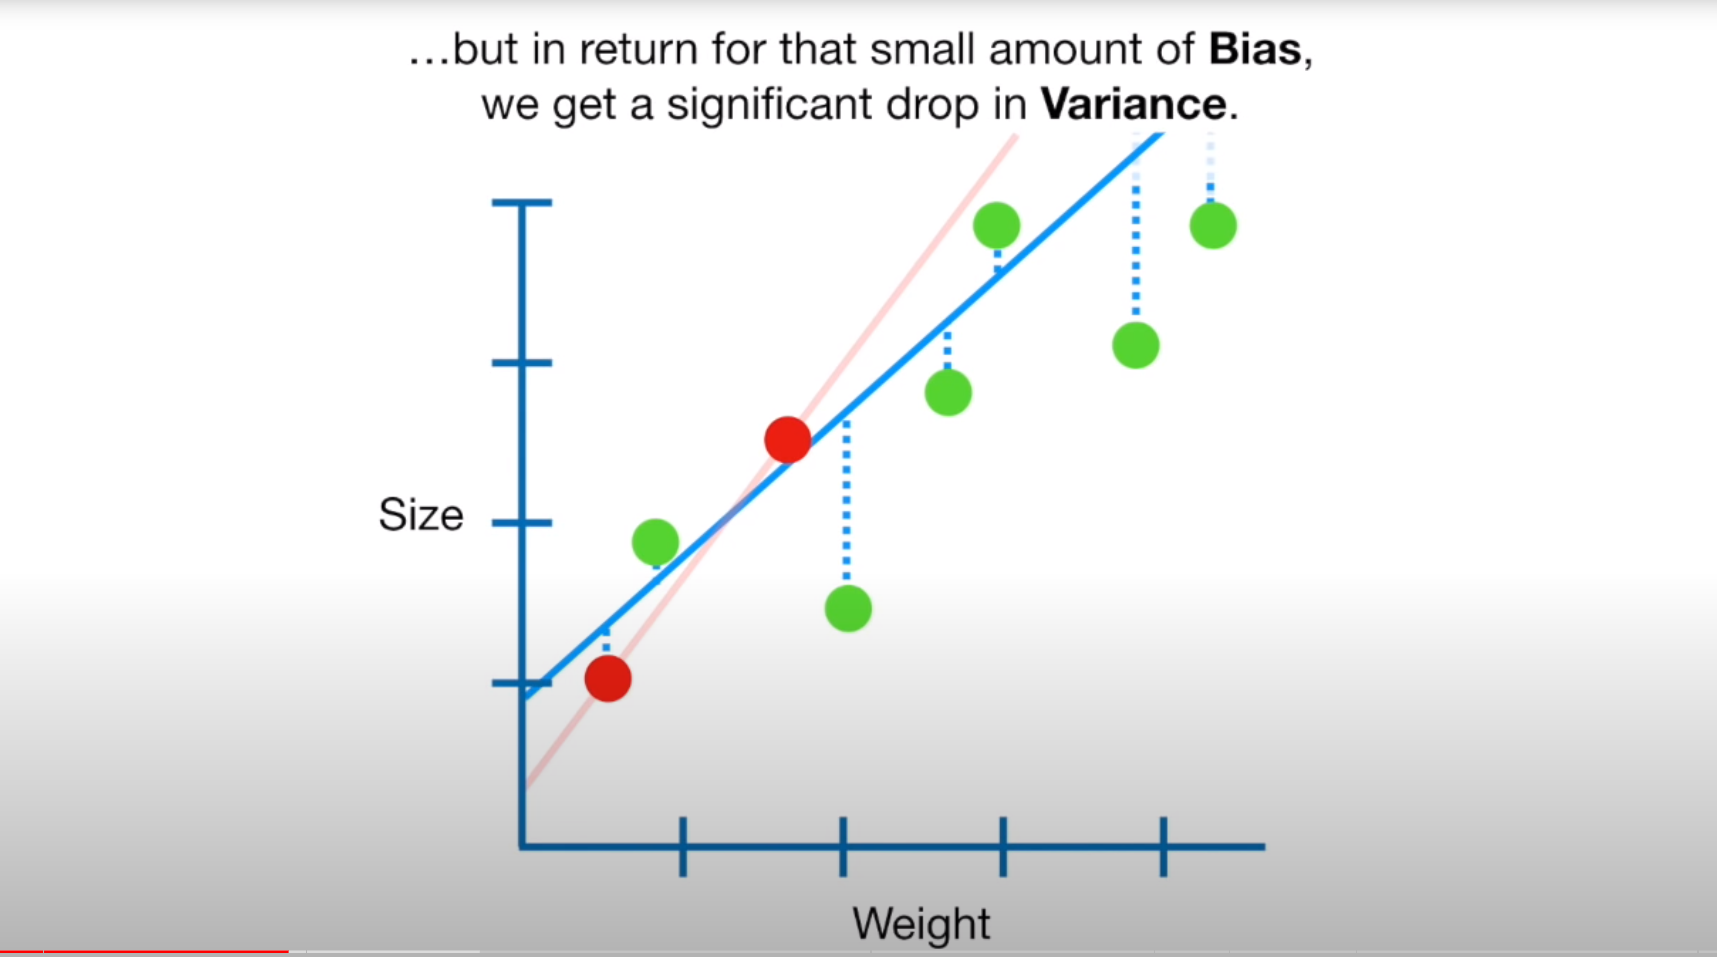 ...but in return for that small amount of Bias,
we get a significant drop in Variance.
Size
Weight